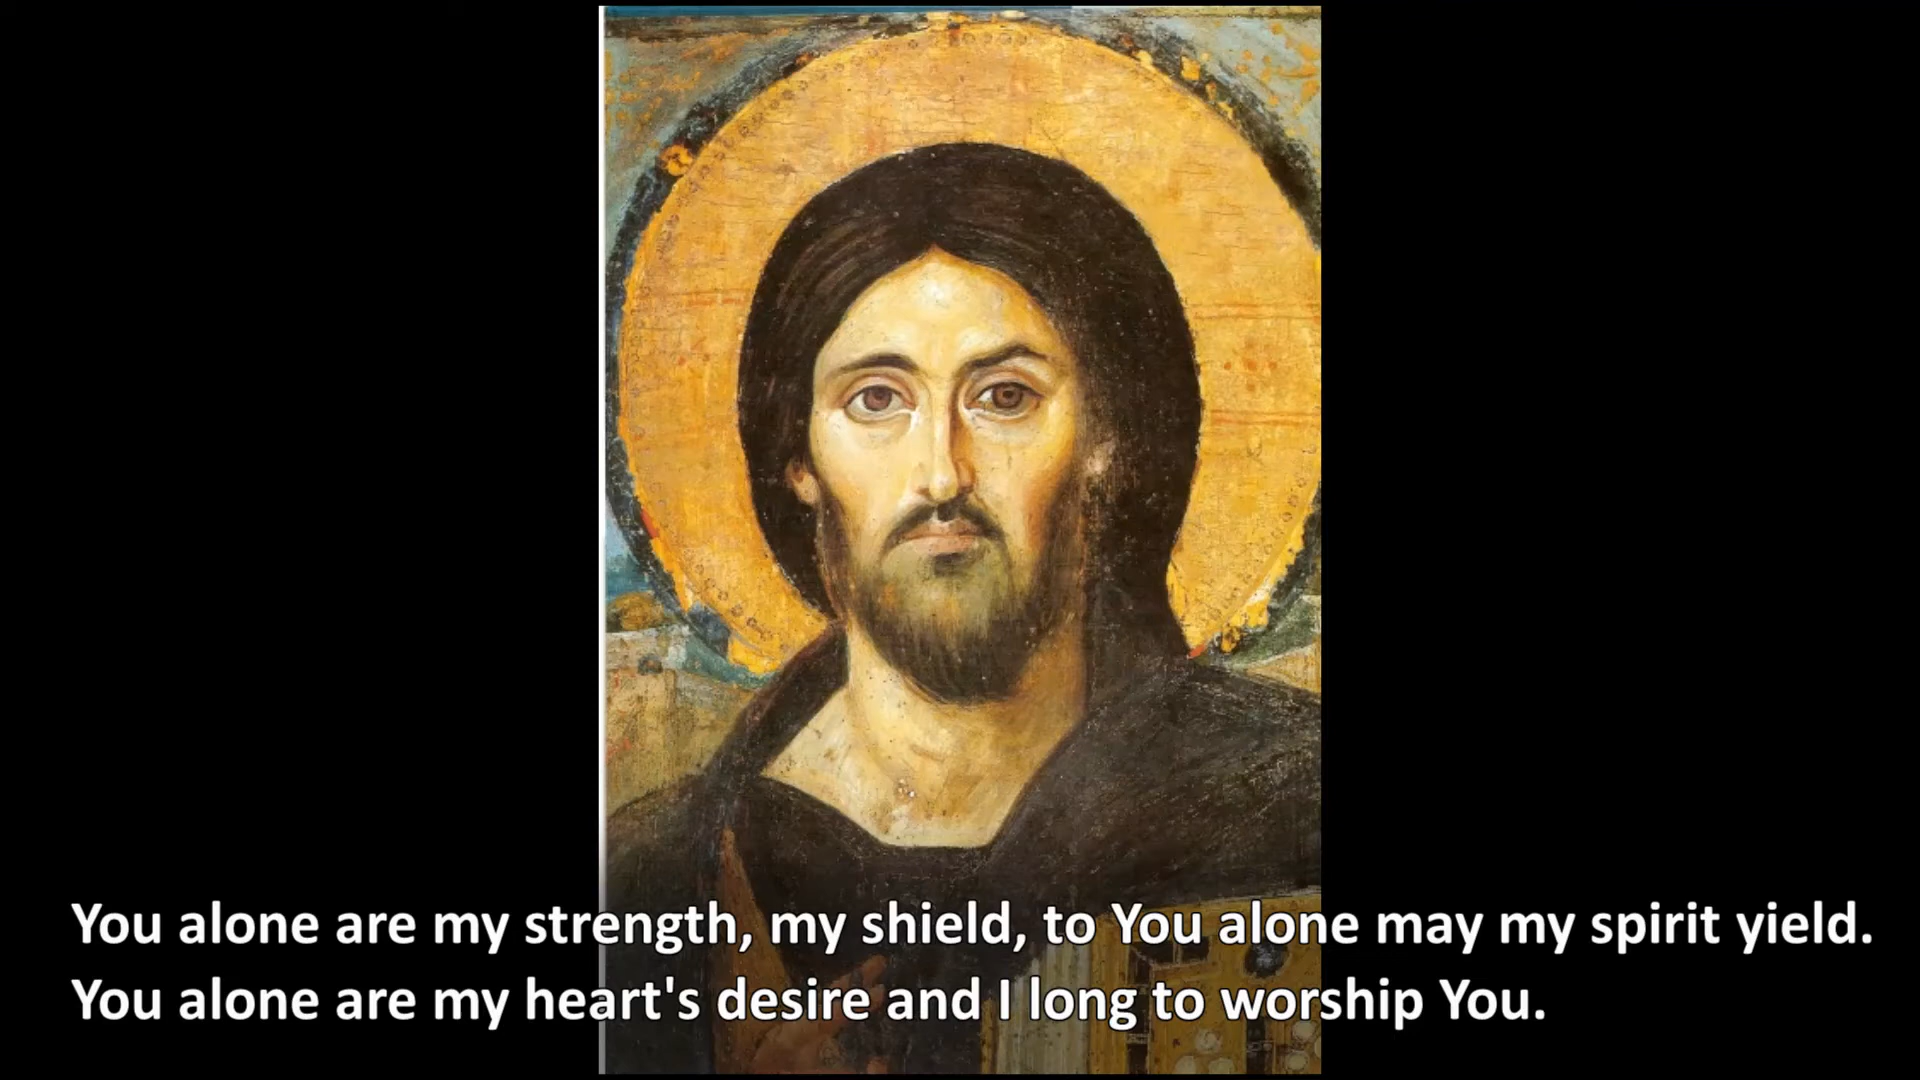 You alone are my strength, my shield, to You alone may my spirit yield.
You alone are my heart's desire and I long to worship You.